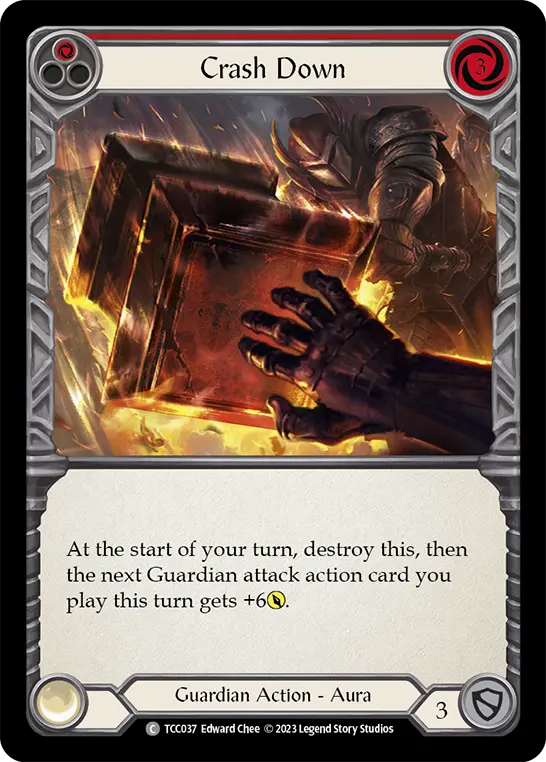 Crash Down
3
At the start of your turn, destroy this, then
the next Guardian attack action card you
play this turn gets +6.
Guardian Action - Aura
3
C TCC037 Edward Chee © 2023 Legend Story Studios